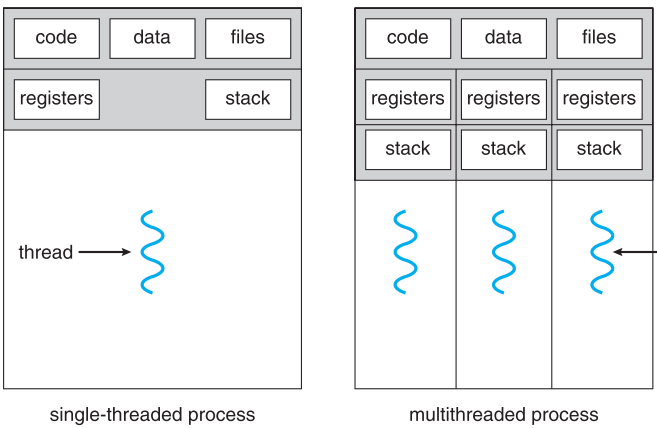 code data files code data files
registers stack registers registers registers
stack stack stack
thread
single-threaded process multithreaded process